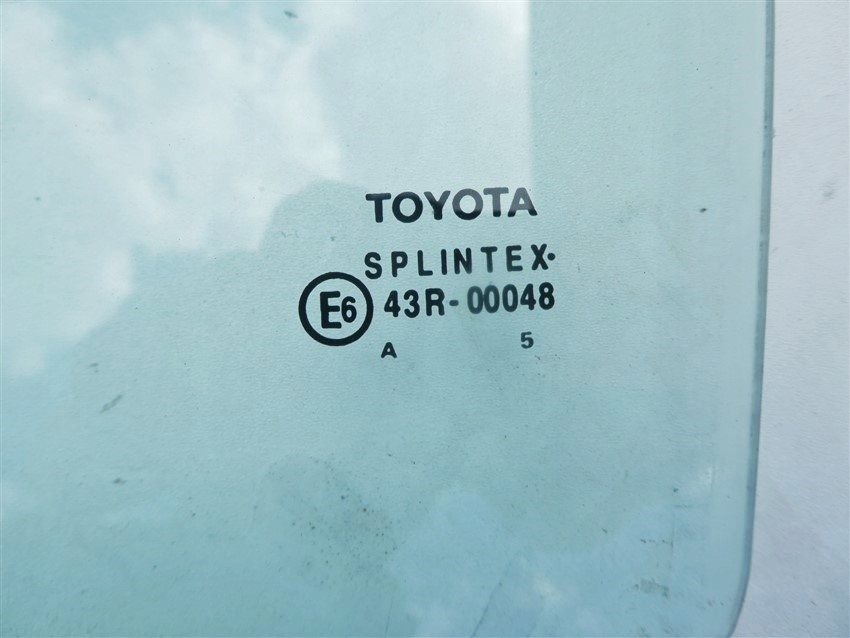 TOYOTA
SPLINTEX·
E6 43R-00048
A 5